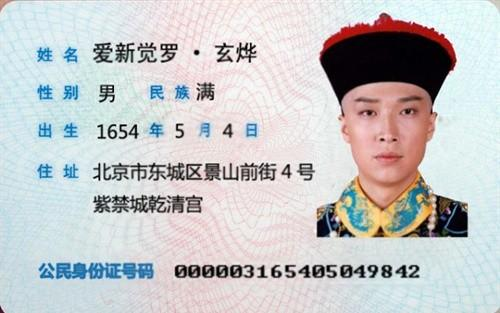 姓名 爱新觉罗·玄烨
性别 男 民族 满
出生 1654 年 5 月 4 日
住址 北京市东城区景山前街4号
紫禁城乾清宫
公民身份证号码 000003165405049842